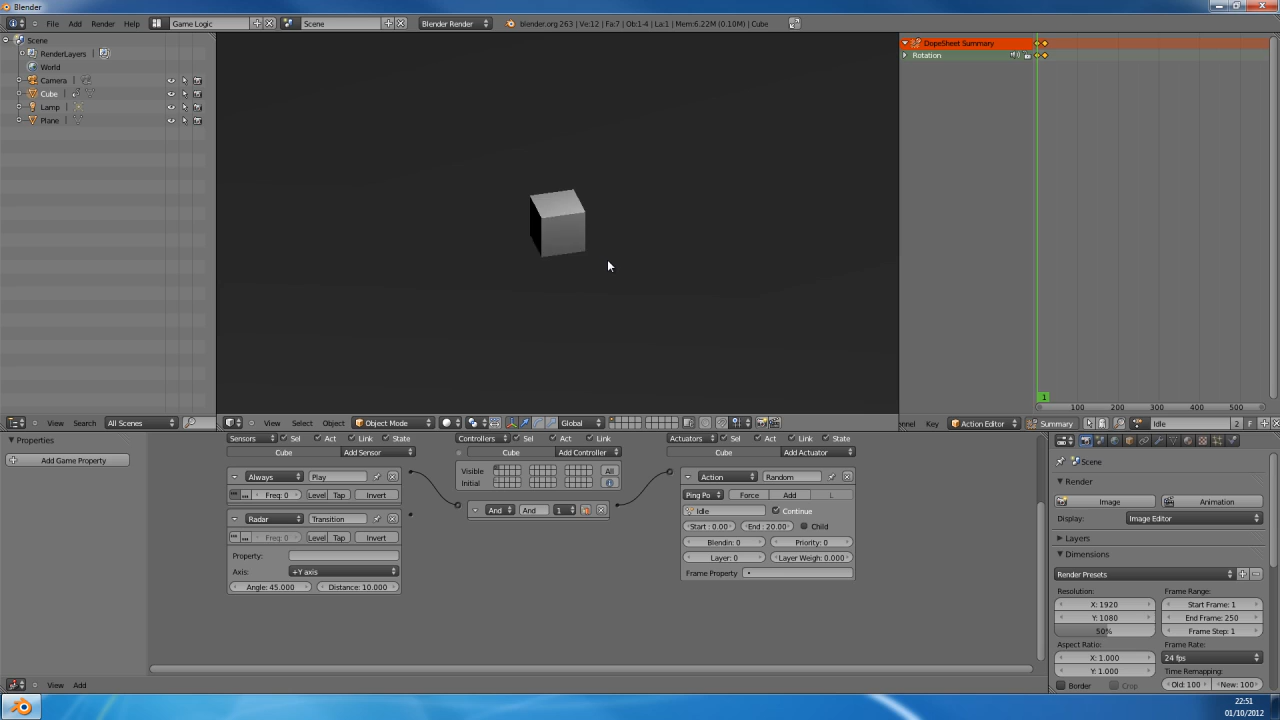 Blender
File Add Render Help Game Logic Scene Blender Render blender.org 263 | Ve:12 | Fa:7 | Ob:1-4 | La:1 | Mem:6.22M (0.10M) | Cube
Scene
RenderLayers |
World
Camera |
Cube |
Lamp |
Plane |
DopeSheet Summary
Rotation
1
100 200 300 400 500
View Search All Scenes
View Select Object Object Mode Global
Key Action Editor Summary Idle 2 F
Properties
Add Game Property
Sensors Sel Act Link State
Cube Add Sensor
Always Play
Freq: 0 Level Tap Invert
Radar Transition
Freq: 0 Level Tap Invert
Property:
Axis: +Y axis
Angle: 45.000 Distance: 10.000
Controllers Sel Act Link
Cube Add Controller
Visible All
Initial
And And 1
Actuators Sel Act Link State
Cube Add Actuator
Action Random
Ping Po Force Add L
Idle Continue
Start : 0.00 End : 20.00 Child
Blendin: 0 Priority: 0
Layer: 0 Layer Weigh: 0.000
Frame Property
Scene
Render
Image Animation
Display: Image Editor
Layers
Dimensions
Render Presets
Resolution: Frame Range:
X: 1920 Start Frame: 1
Y: 1080 End Frame: 250
50% Frame Step: 1
Aspect Ratio: Frame Rate:
X: 1.000 24 fps
Y: 1.000 Time Remapping:
Border Crop Old: 100 New: 100
View Add
22:51
01/10/2012